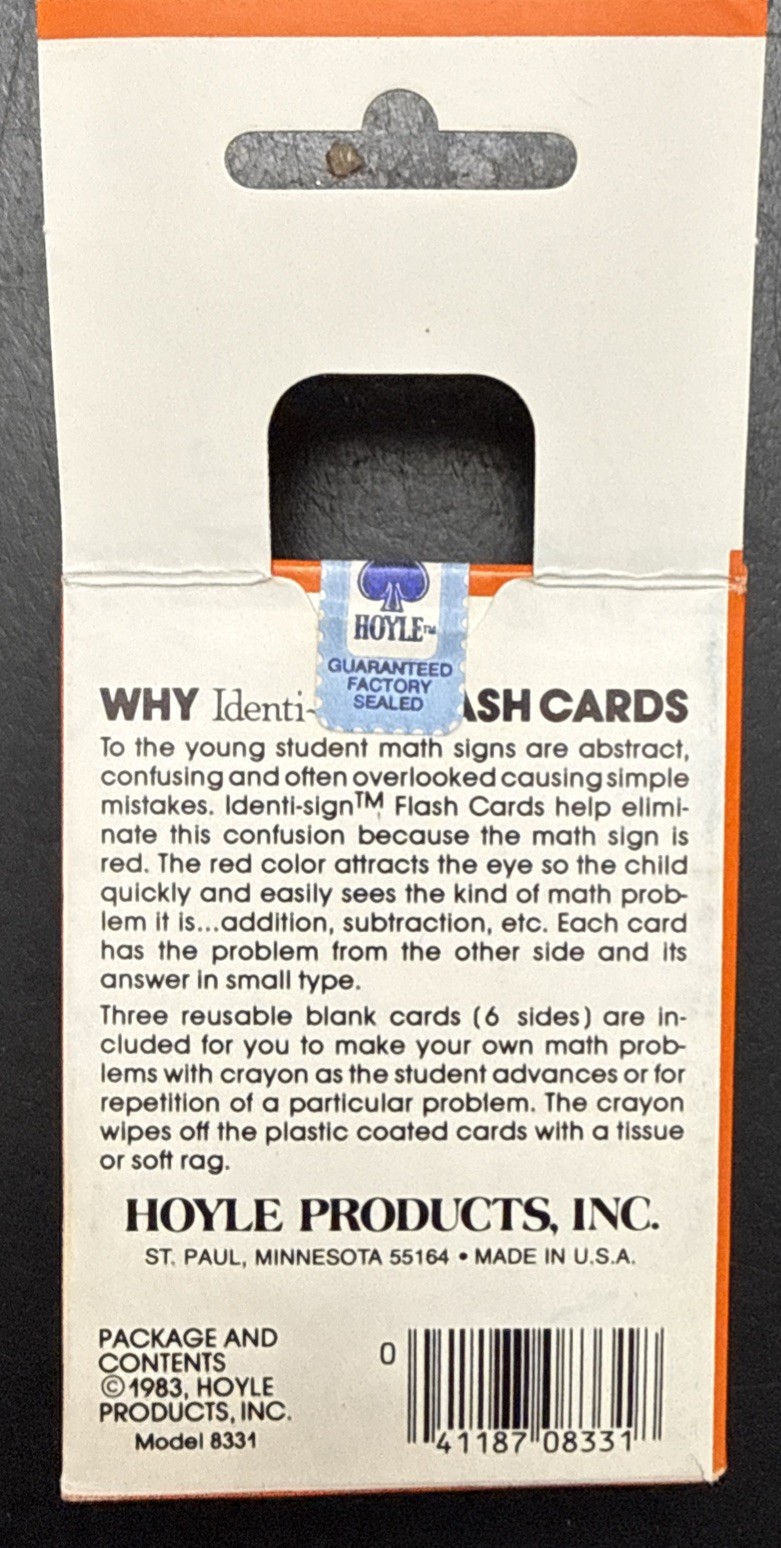 HOYLE™
GUARANTEED
FACTORY
SEALED
WHY Identi- ASH CARDS
To the young student math signs are abstract,
confusing and often overlooked causing simple
mistakes. Identi-sign™ Flash Cards help elimi-
nate this confusion because the math sign is
red. The red color attracts the eye so the child
quickly and easily sees the kind of math prob-
lem it is...addition, subtraction, etc. Each card
has the problem from the other side and its
answer in small type.
Three reusable blank cards (6 sides) are in-
cluded for you to make your own math prob-
lems with crayon as the student advances or for
repetition of a particular problem. The crayon
wipes off the plastic coated cards with a tissue
or soft rag.
HOYLE PRODUCTS, INC.
ST. PAUL, MINNESOTA 55164 • MADE IN U.S.A.
PACKAGE AND
CONTENTS
©1983, HOYLE
PRODUCTS, INC.
Model 8331
0 41187 08331